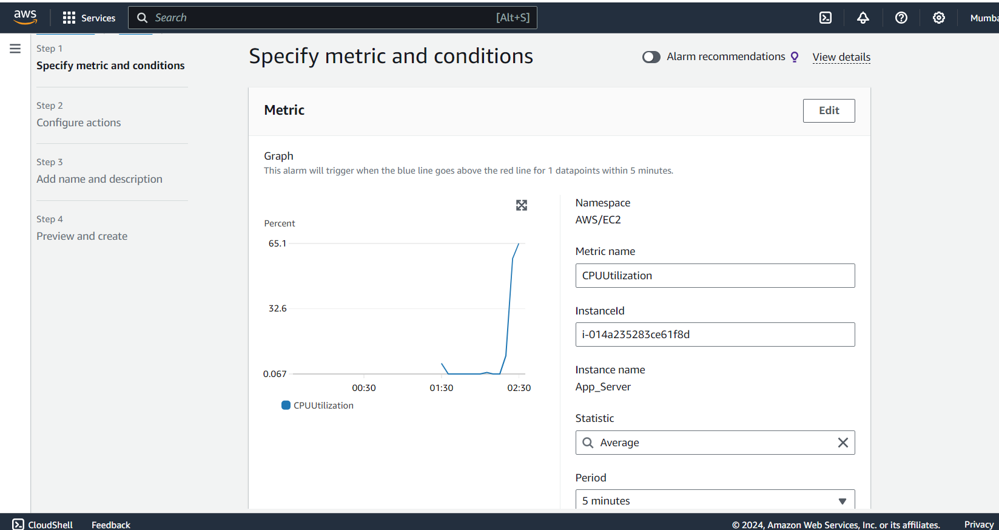 aws
Services
Search
[Alt+S]
Step 1
Specify metric and conditions
Step 2
Configure actions
Step 3
Add name and description
Step 4
Preview and create
Specify metric and conditions
Alarm recommendations
View details
Metric
Edit
Graph
This alarm will trigger when the blue line goes above the red line for 1 datapoints within 5 minutes.
Percent
65.1
32.6
0.067
00:30
01:30
02:30
CPUUtilization
Namespace
AWS/EC2
Metric name
CPUUtilization
InstanceId
i-014a235283ce61f8d
Instance name
App_Server
Statistic
Average
Period
5 minutes
CloudShell
Feedback
© 2024, Amazon Web Services, Inc. or its affiliates.
Privacy